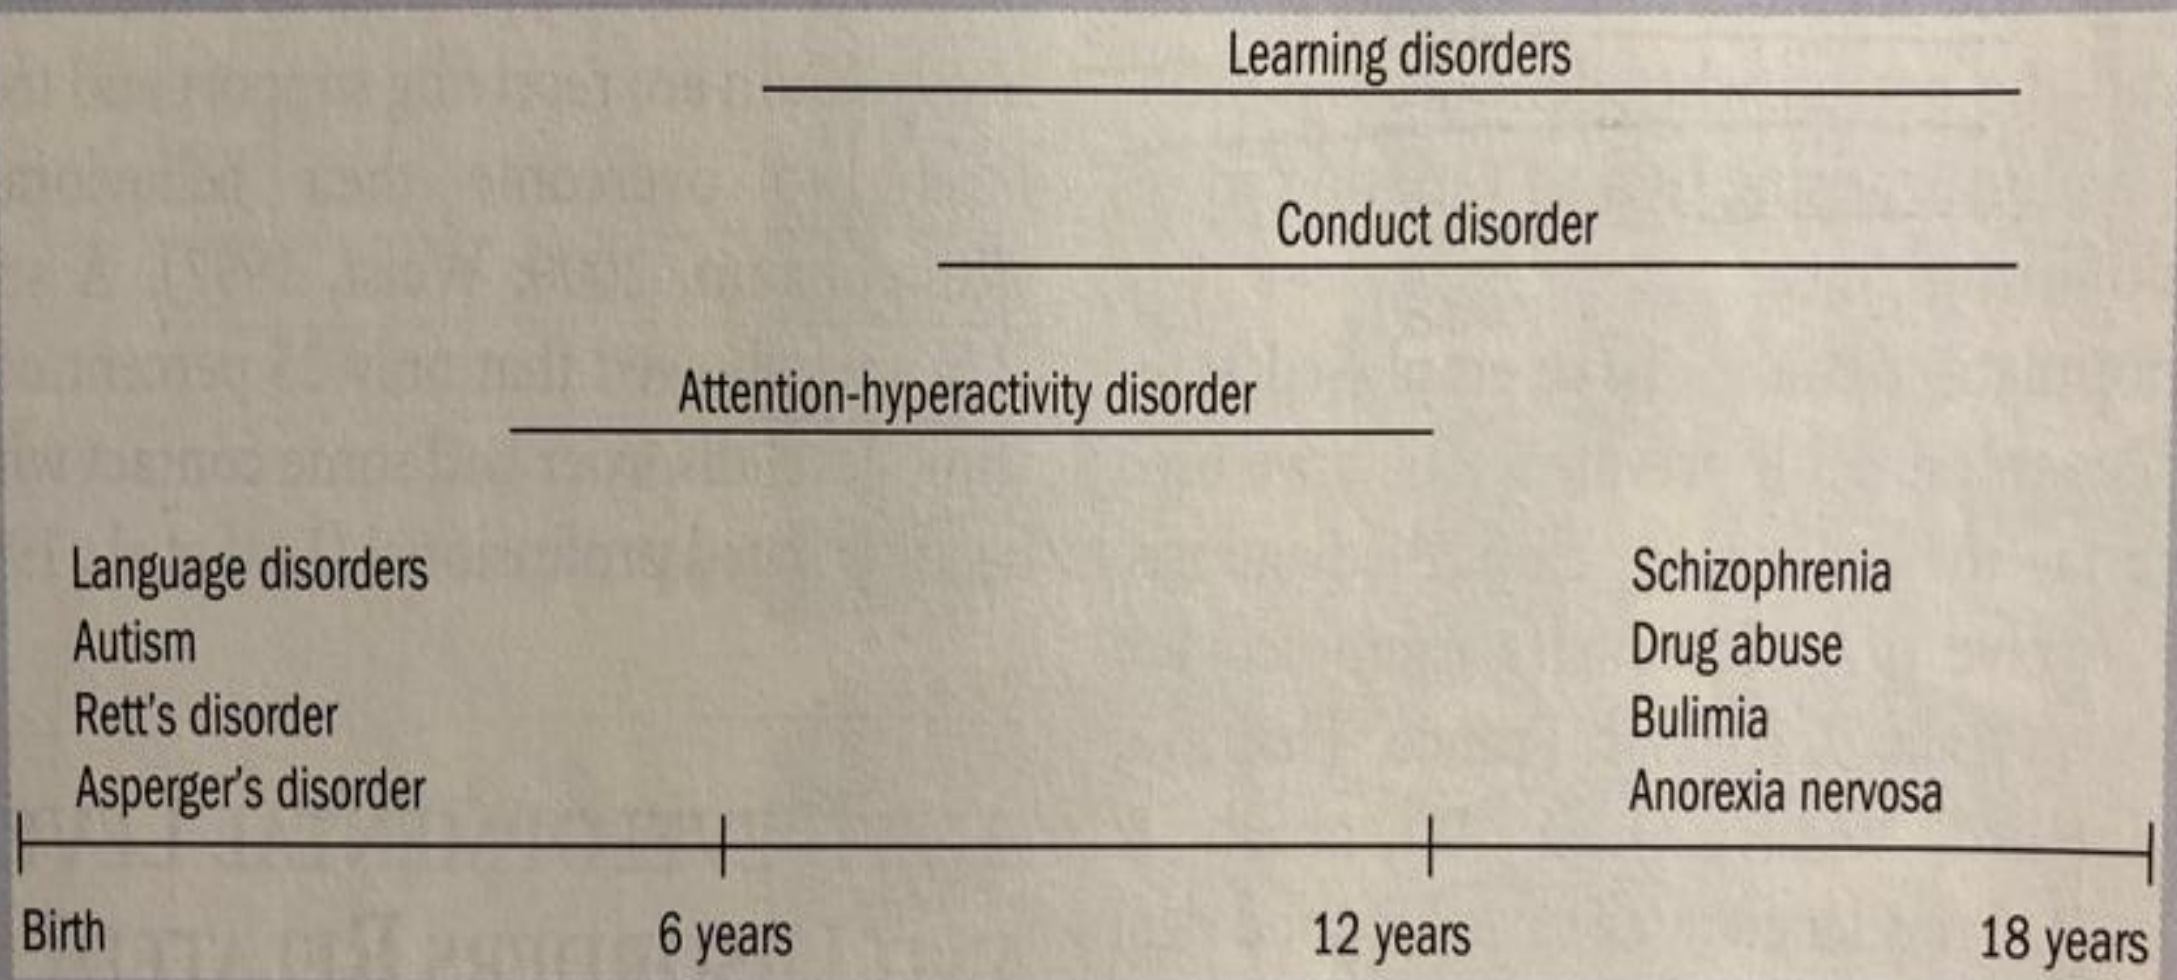 Learning disorders
Conduct disorder
Attention-hyperactivity disorder
Language disorders
Autism
Rett's disorder
Asperger's disorder
Schizophrenia
Drug abuse
Bulimia
Anorexia nervosa
Birth
6 years
12 years
18 years